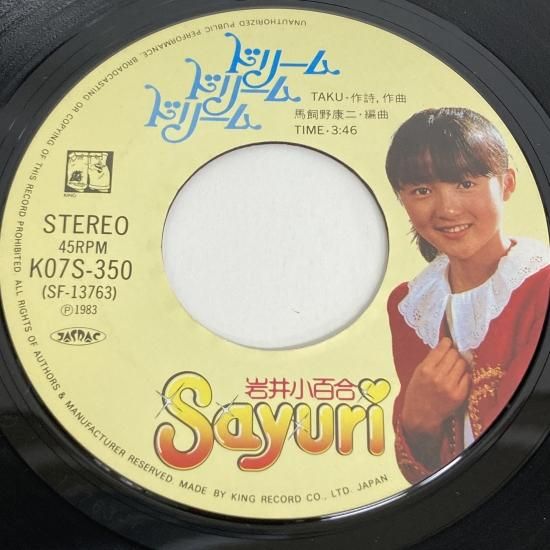 ドリーム
ドリーム
ドリーム
TAKU・作詩,作曲
馬飼野康二・編曲
TIME・3:46
KING
STEREO
45RPM
K07S-350
(SF-13763)
Ⓟ1983
JASRAC
岩井小百合
Sayuri
ALL RIGHTS OF AUTHORS & MANUFACTURER RESERVED. MADE BY KING RECORD CO., LTD. JAPAN
UNAUTHORIZED PUBLIC PERFORMANCE, BROADCASTING OR COPYING OF THIS RECORD PROHIBITED.